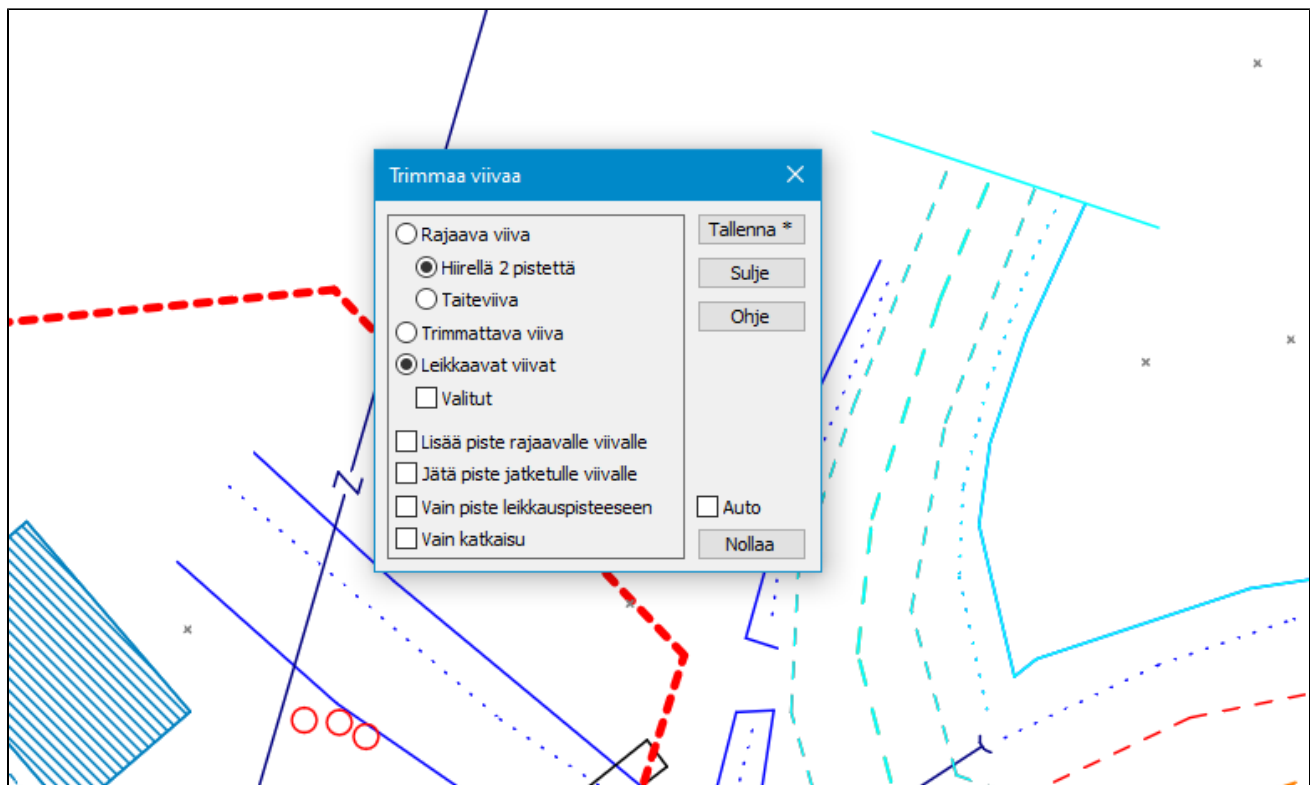 Trimmaa viivaa
Rajaava viiva
Hiirellä 2 pistettä
Taiteviiva
Trimmattava viiva
Leikkaavat viivat
Valitut
Lisää piste rajaavalle viivalle
Jätä piste jatketulle viivalle
Vain piste leikkauspisteeseen
Vain katkaisu
Tallenna *
Sulje
Ohje
Auto
Nollaa